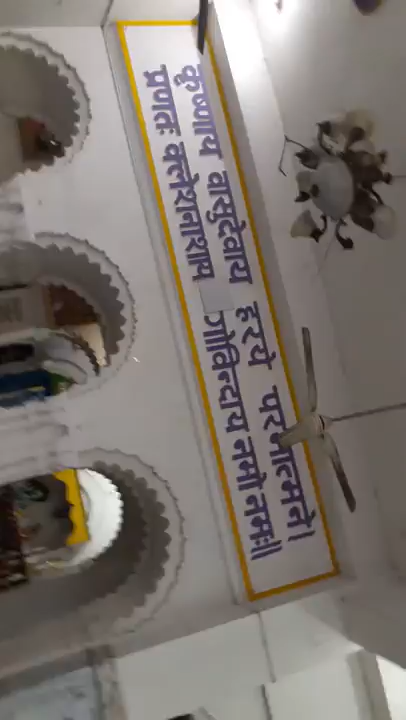 कृष्णाय वासुदेवाय हरये परमात्मने।
प्रणतः क्लेशनाशाय गोविन्दाय नमो नमः॥